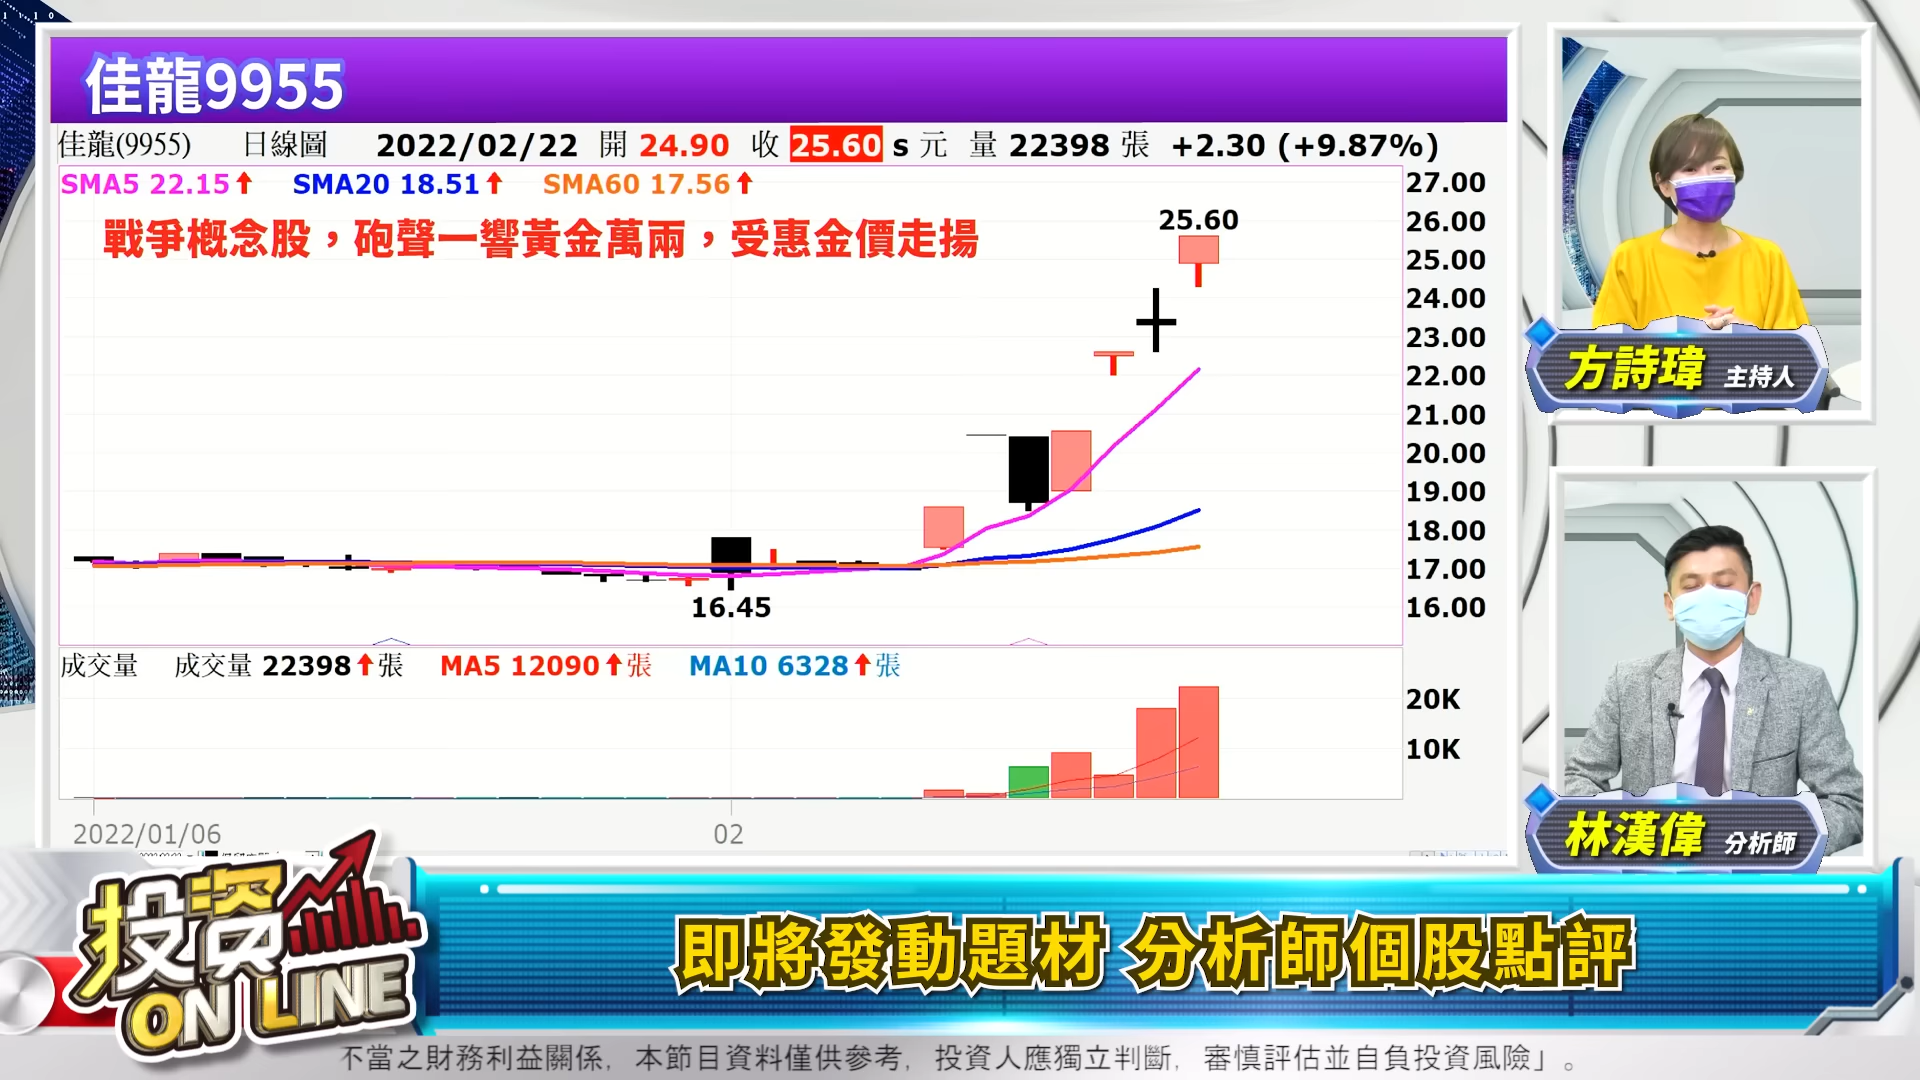 佳龍9955
佳龍(9955) 日線圖 2022/02/22 開 24.90 收 25.60 s 元 量 22398 張 +2.30 (+9.87%)
SMA5 22.15↑ SMA20 18.51↑ SMA60 17.56↑
戰爭概念股，砲聲一響黃金萬兩，受惠金價走揚
25.60
16.45
27.00
26.00
25.00
24.00
23.00
22.00
21.00
20.00
19.00
18.00
17.00
16.00
成交量 成交量 22398↑張 MA5 12090↑張 MA10 6328↑張
20K
10K
2022/01/06 02
方詩瑋 主持人
林漢偉 分析師
投資
ON LINE
即將發動題材 分析師個股點評
不當之財務利益關係，本節目資料僅供參考，投資人應獨立判斷，審慎評估並自負投資風險」。